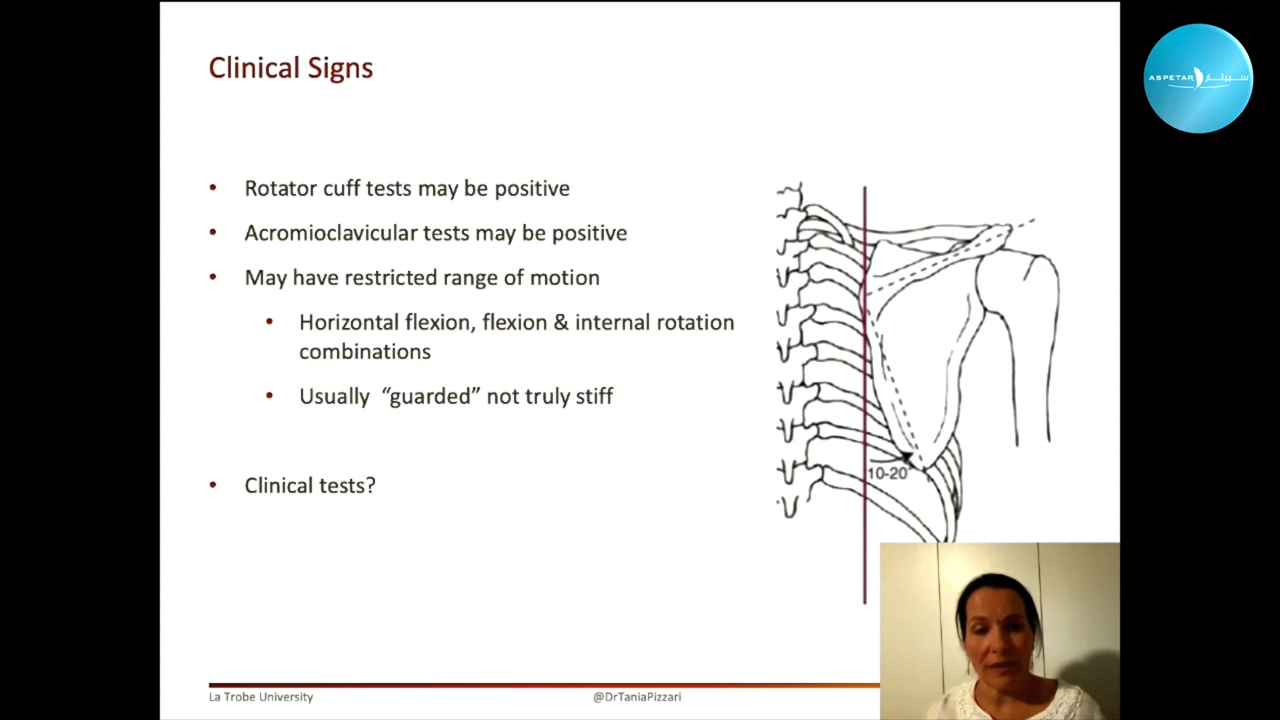 Clinical Signs
ASPETAR سبيتار
• Rotator cuff tests may be positive
• Acromioclavicular tests may be positive
• May have restricted range of motion
• Horizontal flexion, flexion & internal rotation
combinations
• Usually “guarded” not truly stiff
10-20°
• Clinical tests?
La Trobe University
@DrTaniaPizzari